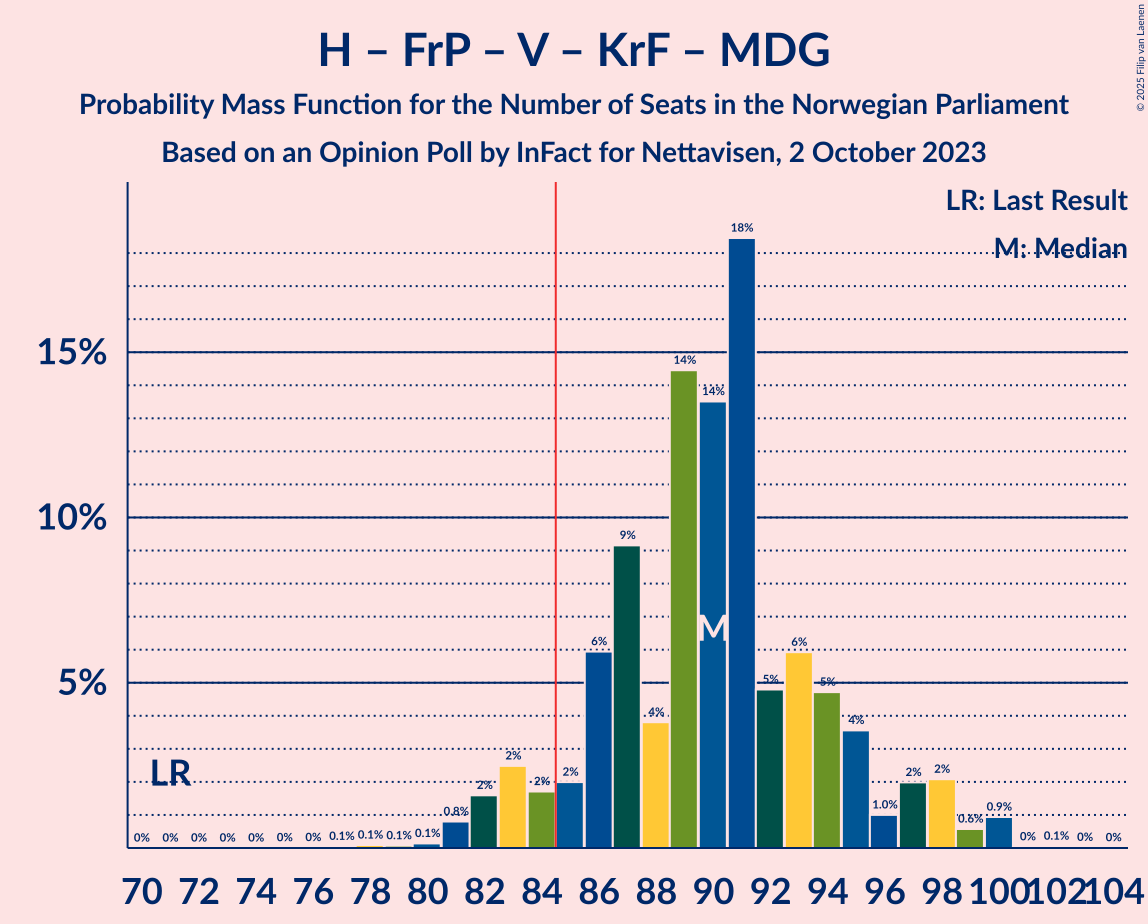 H – FrP – V – KrF – MDG
Probability Mass Function for the Number of Seats in the Norwegian Parliament
Based on an Opinion Poll by InFact for Nettavisen, 2 October 2023
© 2025 Filip van Laenen
LR: Last Result
M: Median
15%
10%
5%
LR
M
0% 0% 0% 0% 0% 0% 0% 0.1% 0.1% 0.1% 0.1% 0.8% 2% 2% 2% 2% 6% 9% 4% 14% 14% 18% 5% 6% 5% 4% 1.0% 2% 2% 0.6% 0.9% 0% 0.1% 0% 0%
70 72 74 76 78 80 82 84 86 88 90 92 94 96 98 100 102 104